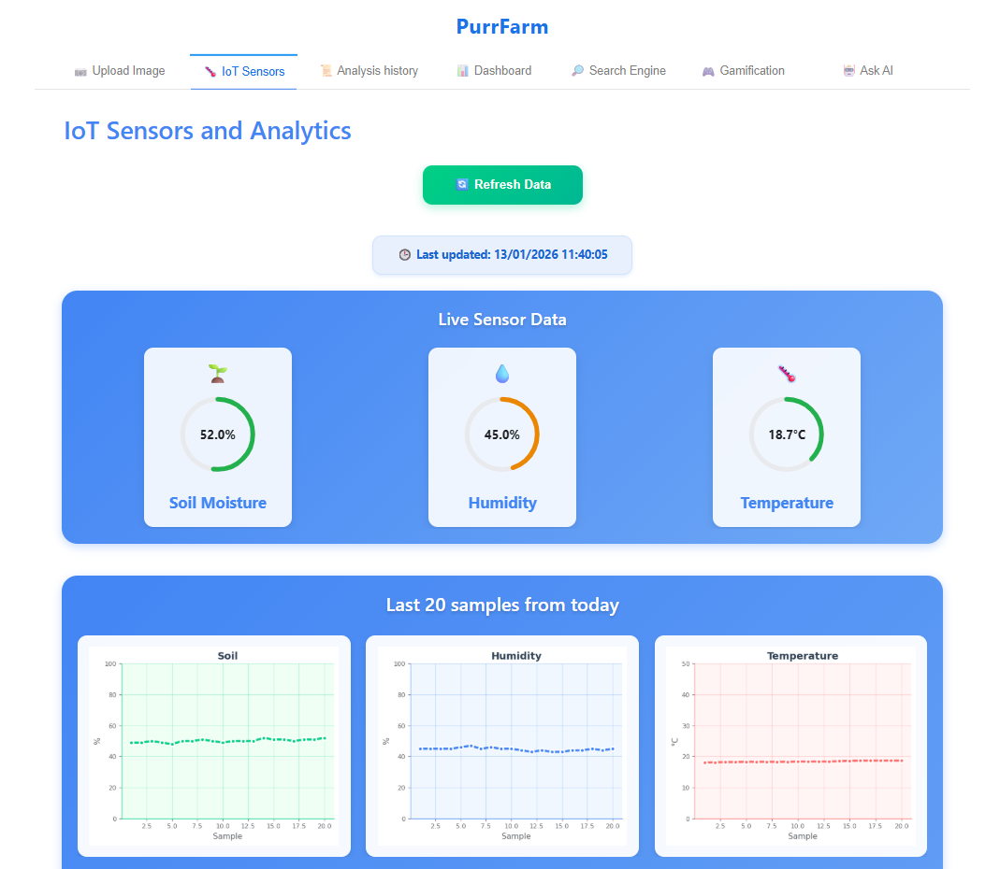 PurrFarm
Upload Image IoT Sensors Analysis history Dashboard Search Engine Gamification Ask AI
IoT Sensors and Analytics
Refresh Data
Last updated: 13/01/2026 11:40:05
Live Sensor Data
52.0% 45.0% 18.7°C
Soil Moisture Humidity Temperature
Last 20 samples from today
Soil
100
80
60
40
20
0
%
2.5 5.0 7.5 10.0 12.5 15.0 17.5 20.0
Sample
Humidity
100
80
60
40
20
0
%
2.5 5.0 7.5 10.0 12.5 15.0 17.5 20.0
Sample
Temperature
50
40
30
20
10
0
°C
2.5 5.0 7.5 10.0 12.5 15.0 17.5 20.0
Sample